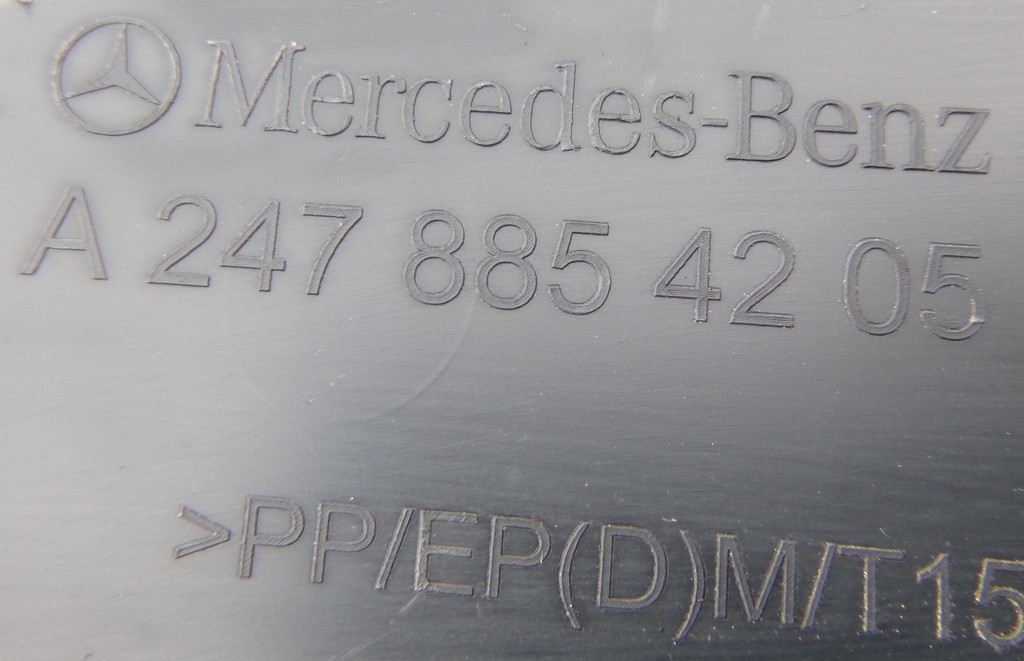 Mercedes-Benz
A 247 885 42 05
>PP/EP(D)M/T15